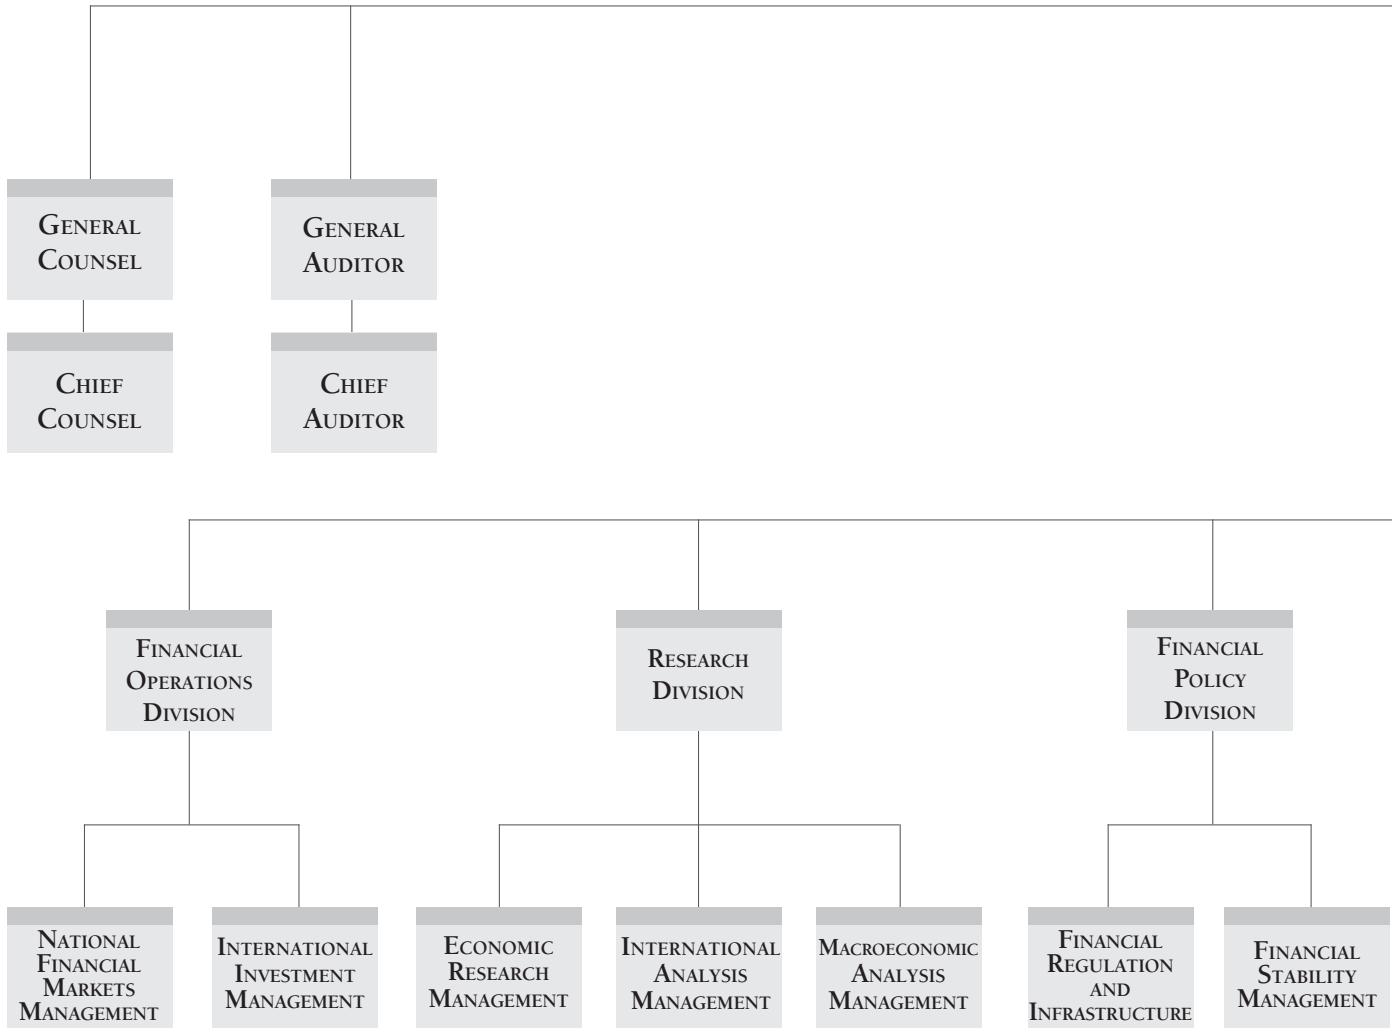 GENERAL
COUNSEL
GENERAL
AUDITOR
CHIEF
COUNSEL
CHIEF
AUDITOR
FINANCIAL
OPERATIONS
DIVISION
RESEARCH
DIVISION
FINANCIAL
POLICY
DIVISION
NATIONAL
FINANCIAL
MARKETS
MANAGEMENT
INTERNATIONAL
INVESTMENT
MANAGEMENT
ECONOMIC
RESEARCH
MANAGEMENT
INTERNATIONAL
ANALYSIS
MANAGEMENT
MACROECONOMIC
ANALYSIS
MANAGEMENT
FINANCIAL
REGULATION
AND
INFRASTRUCTURE
FINANCIAL
STABILITY
MANAGEMENT